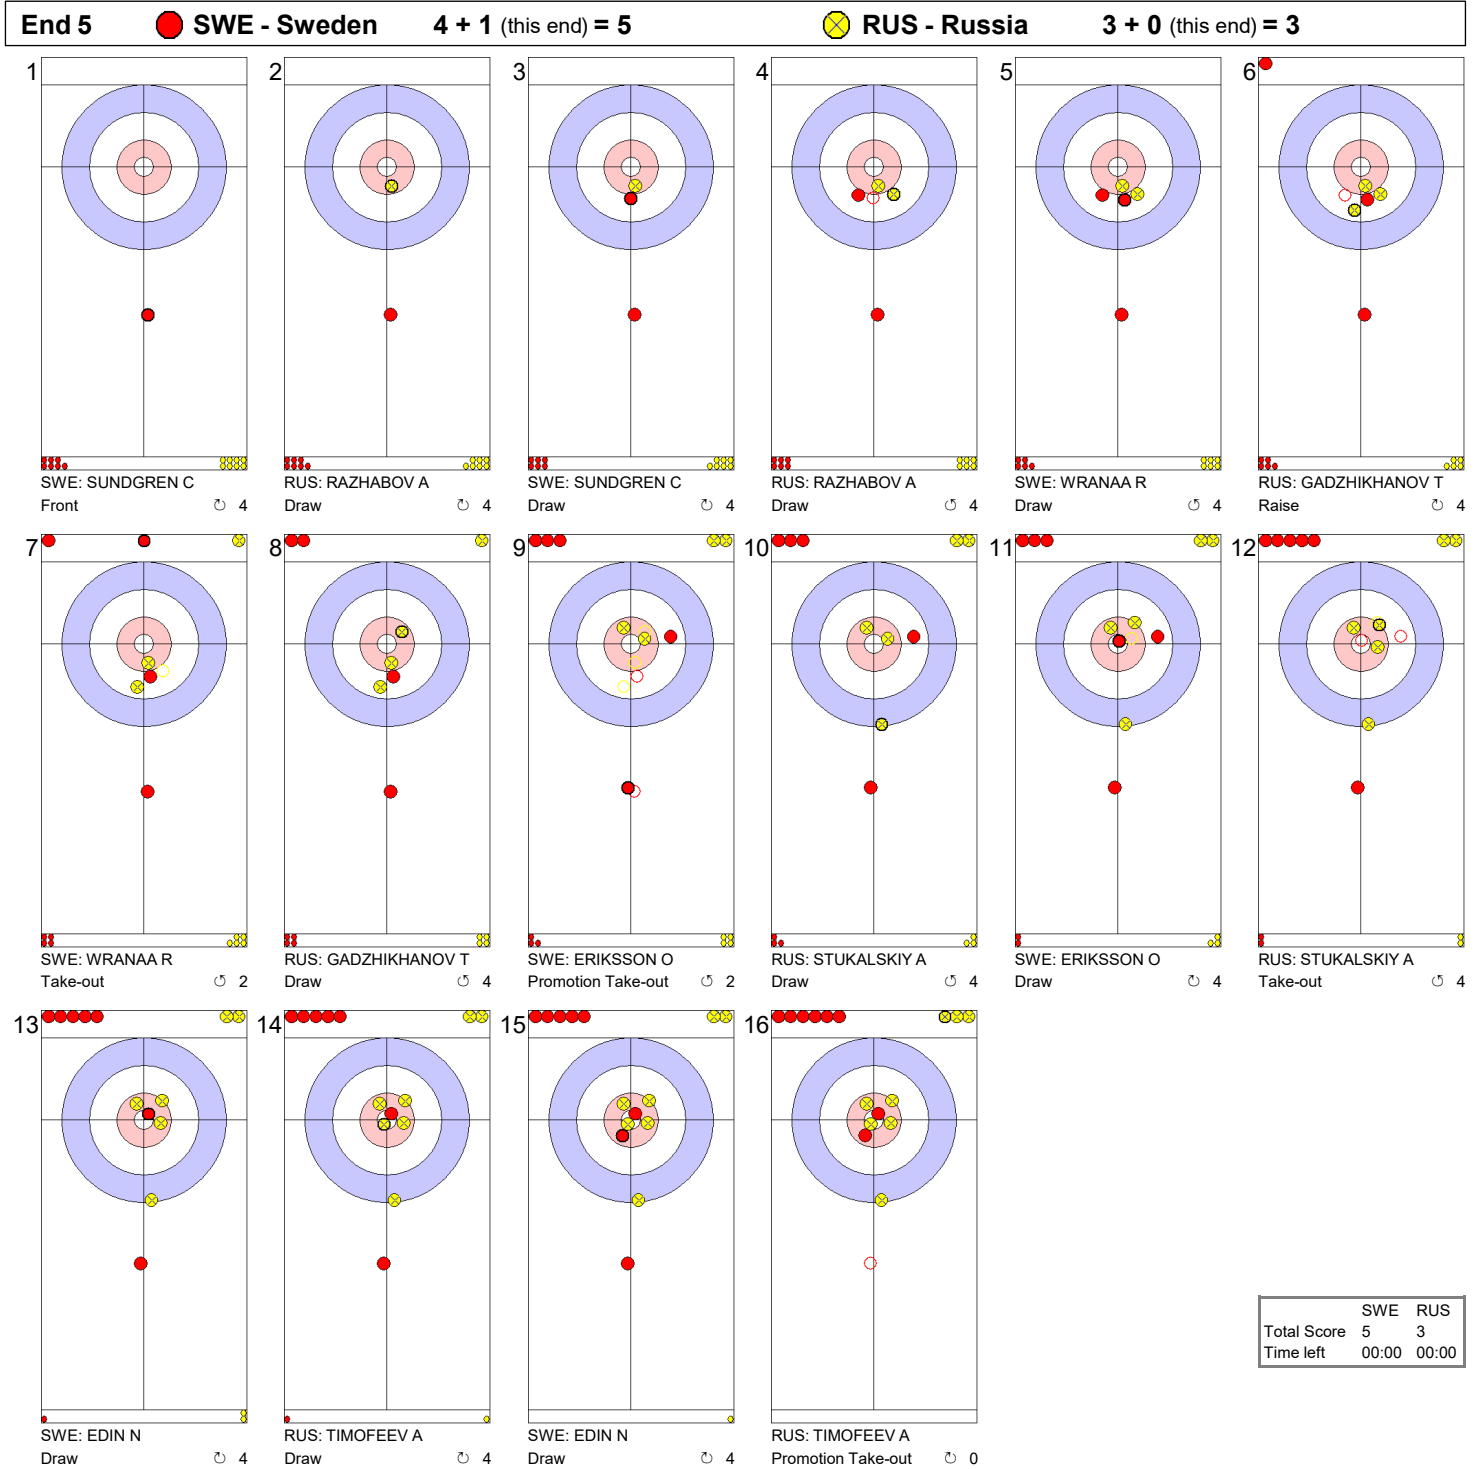 End 5 SWE - Sweden 4 + 1 (this end) = 5 RUS - Russia 3 + 0 (this end) = 3
1 2 3 4 5 6
SWE: SUNDGREN C RUS: RAZHABOV A SWE: SUNDGREN C RUS: RAZHABOV A SWE: WRANAA R RUS: GADZHIKHANOV T
Front ↻ 4 Draw ↻ 4 Draw ↻ 4 Draw ↻ 4 Draw ↻ 4 Raise ↻ 4
7 8 9 10 11 12
SWE: WRANAA R RUS: GADZHIKHANOV T SWE: ERIKSSON O RUS: STUKALSKIY A SWE: ERIKSSON O RUS: STUKALSKIY A
Take-out ↺ 2 Draw ↺ 4 Promotion Take-out ↺ 2 Draw ↺ 4 Draw ↻ 4 Take-out ↺ 4
13 14 15 16
SWE: EDIN N RUS: TIMOFEEV A SWE: EDIN N RUS: TIMOFEEV A
Draw ↻ 4 Draw ↻ 4 Draw ↻ 4 Promotion Take-out ↻ 0
SWE RUS
Total Score 5 3
Time left 00:00 00:00